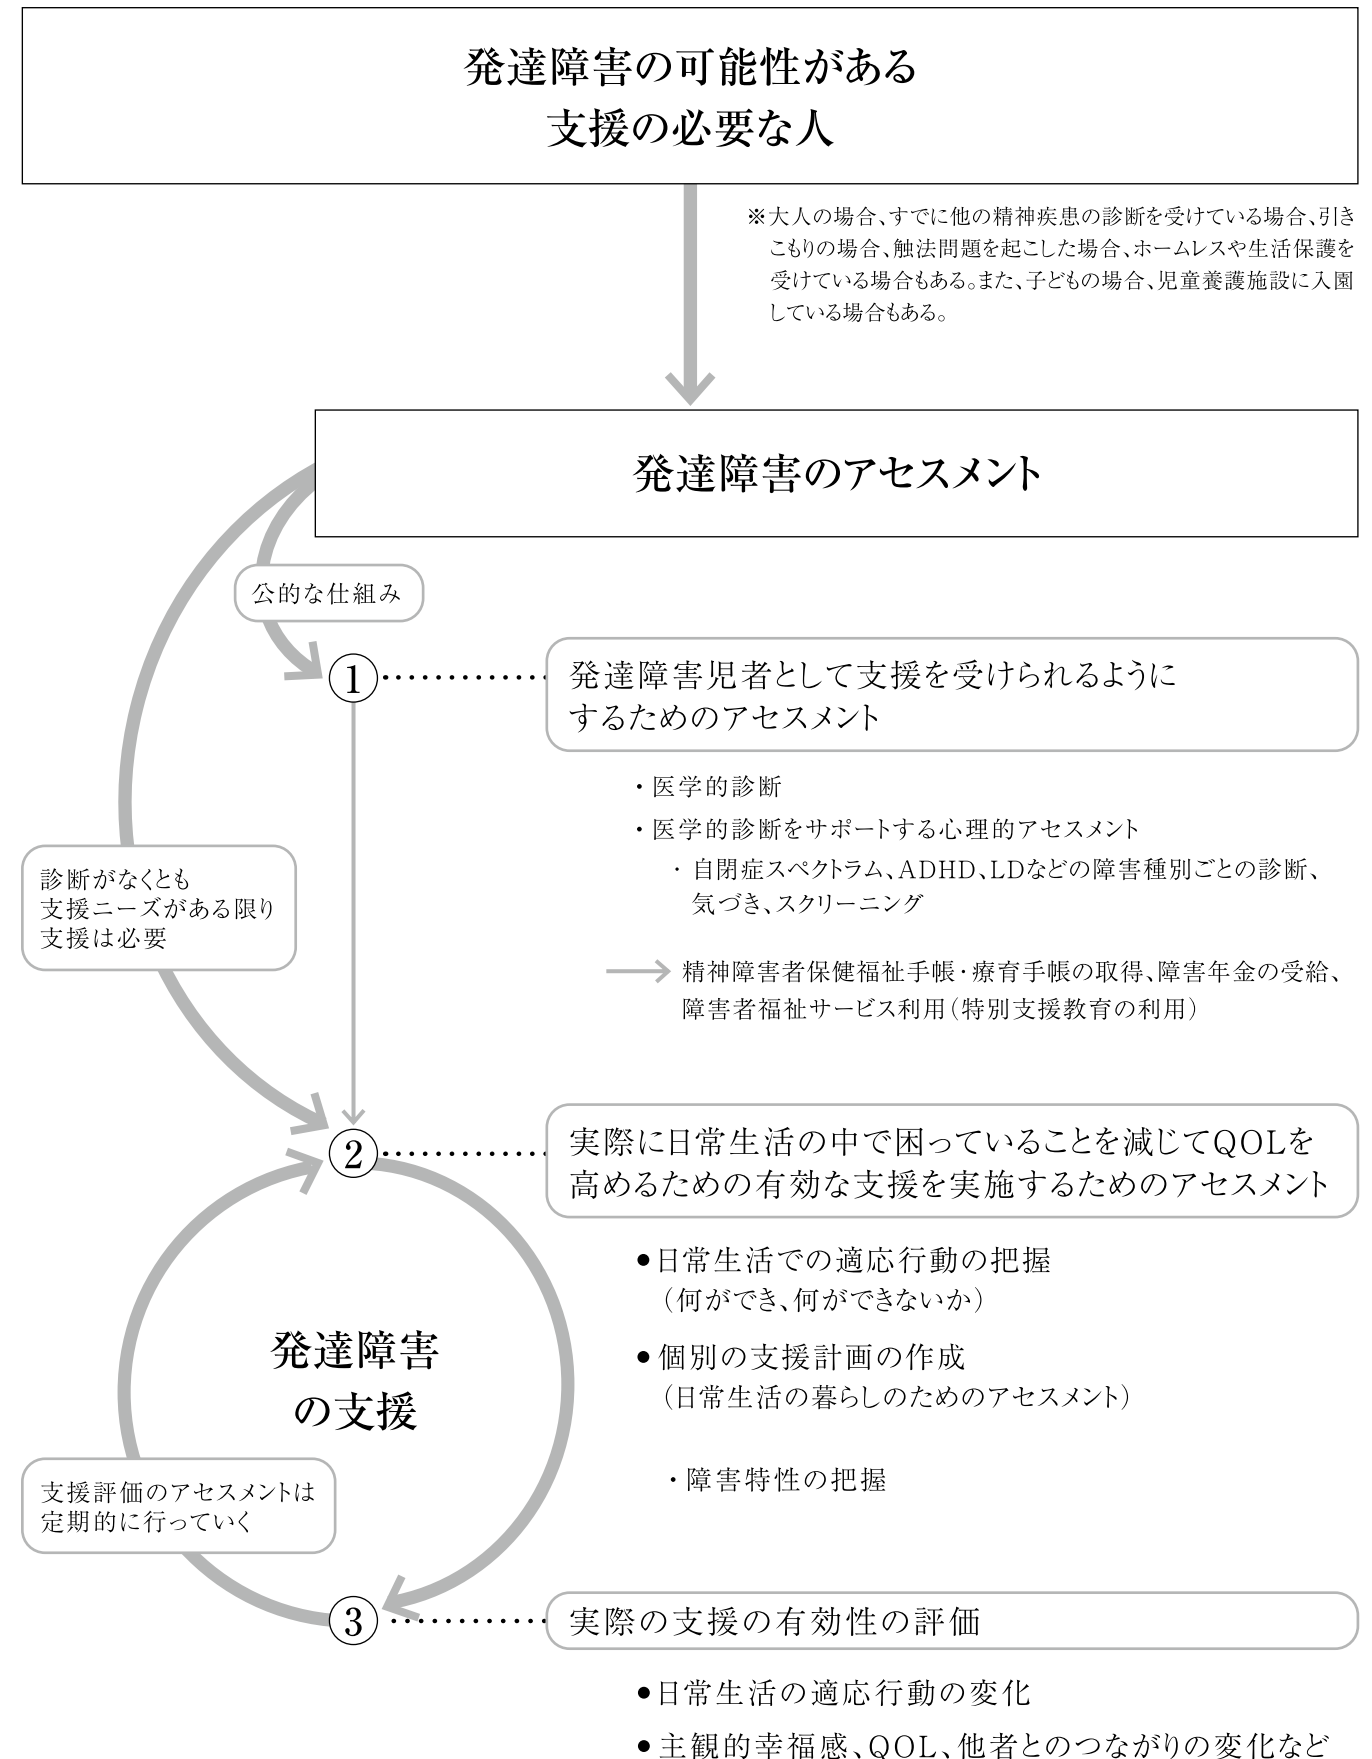 発達障害の可能性がある
支援の必要な人
※大人の場合、すでに他の精神疾患の診断を受けている場合、引き
こもりの場合、触法問題を起こした場合、ホームレスや生活保護を
受けている場合もある。また、子どもの場合、児童養護施設に入園
している場合もある。
発達障害のアセスメント
公的な仕組み
①
発達障害児者として支援を受けられるように
するためのアセスメント
・医学的診断
・医学的診断をサポートする心理的アセスメント
・自閉症スペクトラム、ADHD、LDなどの障害種別ごとの診断、
気づき、スクリーニング
診断がなくとも
支援ニーズがある限り
支援は必要
精神障害者保健福祉手帳・療育手帳の取得、障害年金の受給、
障害者福祉サービス利用（特別支援教育の利用）
②
実際に日常生活の中で困っていることを減じてQOLを
高めるための有効な支援を実施するためのアセスメント
●日常生活での適応行動の把握
（何ができ、何ができないか）
●個別の支援計画の作成
（日常生活の暮らしのためのアセスメント）
・障害特性の把握
発達障害
の支援
支援評価のアセスメントは
定期的に行っていく
③
実際の支援の有効性の評価
●日常生活の適応行動の変化
●主観的幸福感、QOL、他者とのつながりの変化など